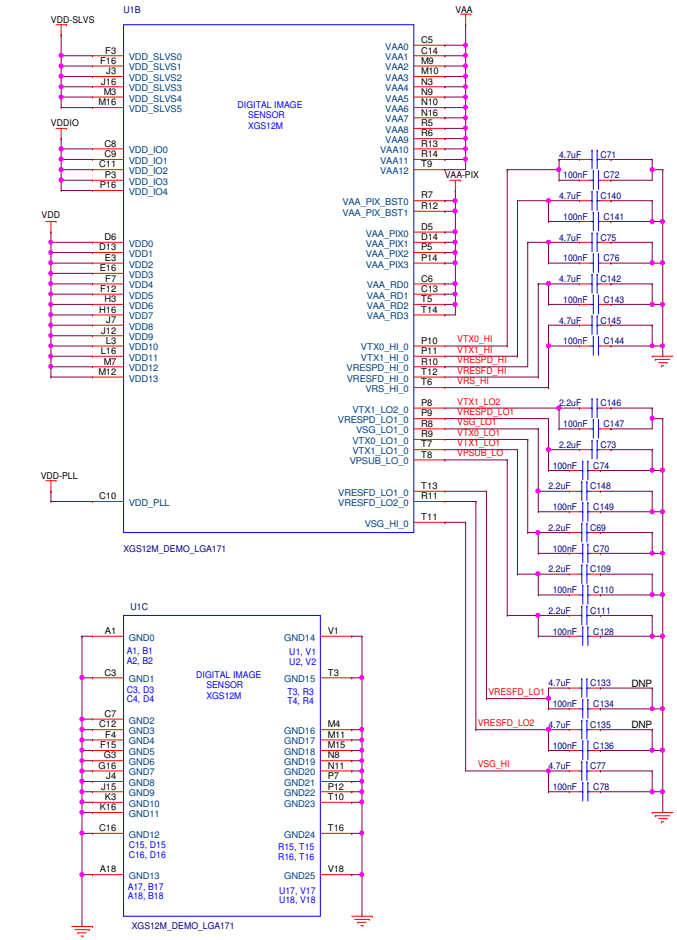 U1B
VDD-SLVS
VAA
F3 VDD_SLVS0
F16 VDD_SLVS1
J3 VDD_SLVS2
J16 VDD_SLVS3
M3 VDD_SLVS4
M16 VDD_SLVS5
VDDIO
C8 VDD_IO0
C9 VDD_IO1
C11 VDD_IO2
P3 VDD_IO3
P16 VDD_IO4
VDD
D6 VDD0
D13 VDD1
E3 VDD2
E16 VDD3
F7 VDD4
F12 VDD5
H3 VDD6
H16 VDD7
J7 VDD8
J12 VDD9
L3 VDD10
L16 VDD11
M7 VDD12
M12 VDD13
VDD-PLL
C10 VDD_PLL
DIGITAL IMAGE
SENSOR
XGS12M
VAA0 C5
VAA1 C14
VAA2 M9
VAA3 M10
VAA4 N3
VAA5 N9
VAA6 N10
VAA7 N16
VAA8 R5
VAA9 R6
VAA10 R13
VAA11 R14
VAA12 T9
VAA-PIX
VAA_PIX_BST0 R7
VAA_PIX_BST1 R12
VAA_PIX0 D5
VAA_PIX1 D14
VAA_PIX2 P5
VAA_PIX3 P14
VAA_RD0 C6
VAA_RD1 C13
VAA_RD2 T5
VAA_RD3 T14
VTX0_HI_0 P10 VTX0_HI
VTX1_HI_0 P11 VTX1_HI
VRESPD_HI_0 R10 VRESPD_HI
VRESFD_HI_0 T12 VRESFD_HI
VRS_HI_0 T6 VRS_HI
VTX1_LO2_0 P8 VTX1_LO2
VRESPD_LO1_0 P9 VRESPD_LO1
VSG_LO1_0 R8 VSG_LO1
VTX0_LO1_0 R9 VTX0_LO1
VTX1_LO1_0 T7 VTX1_LO1
VPSUB_LO_0 T8 VPSUB_LO
VRESFD_LO1_0 T13
VRESFD_LO2_0 R11
VSG_HI_0 T11
XGS12M_DEMO_LGA171
4.7uF C71
100nF C72
4.7uF C140
100nF C141
4.7uF C75
100nF C76
4.7uF C142
100nF C143
4.7uF C145
100nF C144
2.2uF C146
100nF C147
2.2uF C73
100nF C74
2.2uF C148
100nF C149
2.2uF C69
100nF C70
2.2uF C109
100nF C110
2.2uF C111
100nF C128
4.7uF C133 DNP
VRESFD_LO1
100nF C134
VRESFD_LO2 4.7uF C135 DNP
100nF C136
VSG_HI 4.7uF C77
100nF C78
U1C
A1 GND0
A1, B1
A2, B2
C3 GND1
C3, D3
C4, D4
C7 GND2
C12 GND3
F4 GND4
F15 GND5
G3 GND6
G16 GND7
J4 GND8
J15 GND9
K3 GND10
K16 GND11
C16 GND12
C15, D15
C16, D16
A18 GND13
A17, B17
A18, B18
DIGITAL IMAGE
SENSOR
XGS12M
GND14 V1
U1, V1
U2, V2
GND15 T3
T3, R3
T4, R4
GND16 M4
GND17 M11
GND18 M15
GND19 N8
GND20 N11
GND21 P7
GND22 P12
GND23 T10
GND24 T16
R15, T15
R16, T16
GND25 V18
U17, V17
U18, V18
XGS12M_DEMO_LGA171